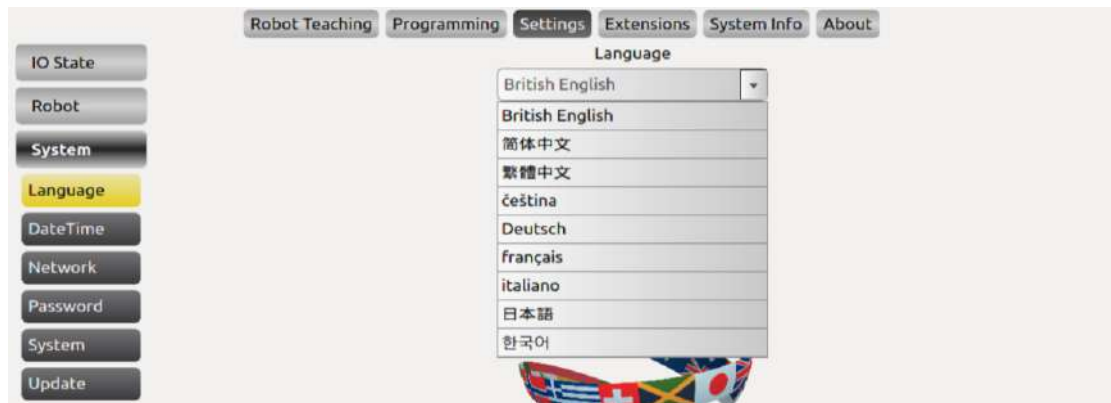 Robot Teaching Programming Settings Extensions System Info About
Language
IO State
Robot
System
Language
DateTime
Network
Password
System
Update
British English
British English
简体中文
繁體中文
čeština
Deutsch
français
italiano
日本語
한국어